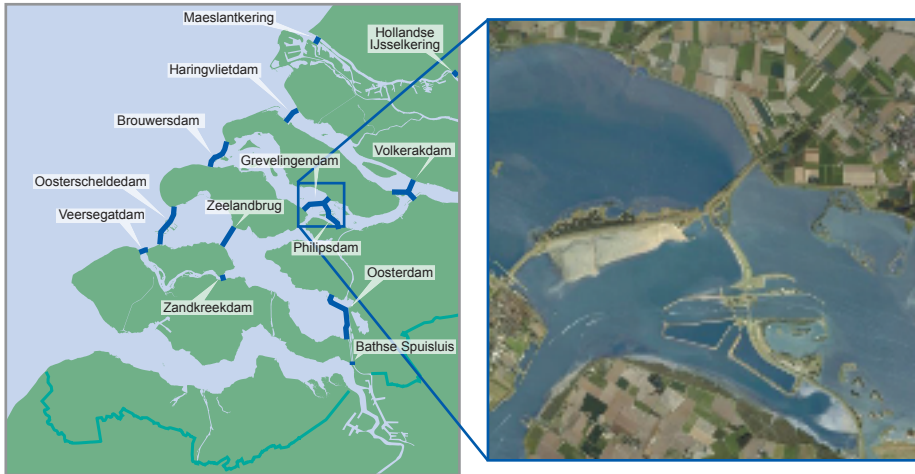 Maeslantkering
Hollandse
IJsselkering
Haringvlietdam
Brouwersdam
Grevelingendam
Volkerakdam
Oosterscheldedam
Zeelandbrug
Veersegatdam
Philipsdam
Oosterdam
Zandkreekdam
Bathse Spuisluis